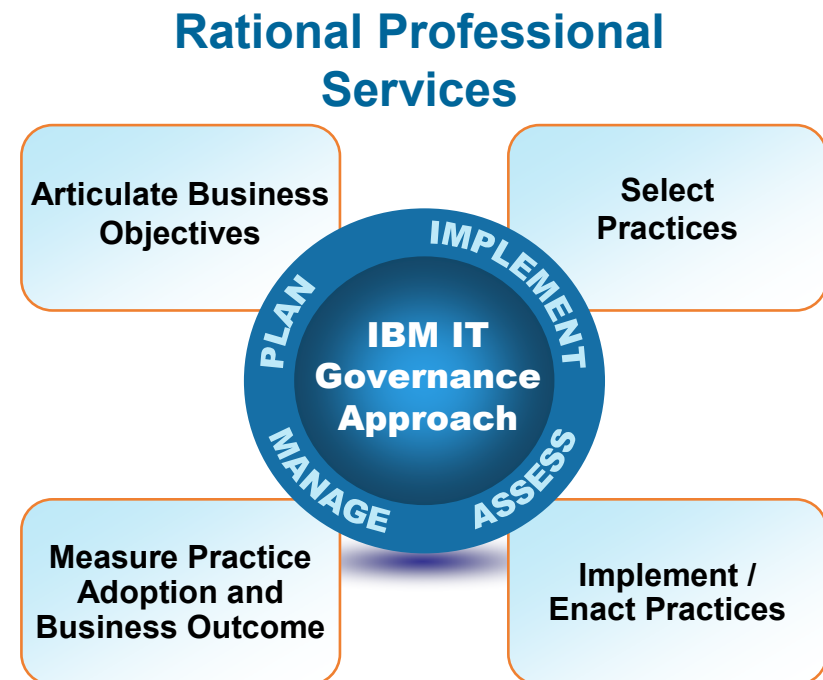 Rational Professional
Services
Articulate Business
Objectives
Select
Practices
PLAN
IMPLEMENT
IBM IT
Governance
Approach
MANAGE
ASSESS
Measure Practice
Adoption and
Business Outcome
Implement /
Enact Practices